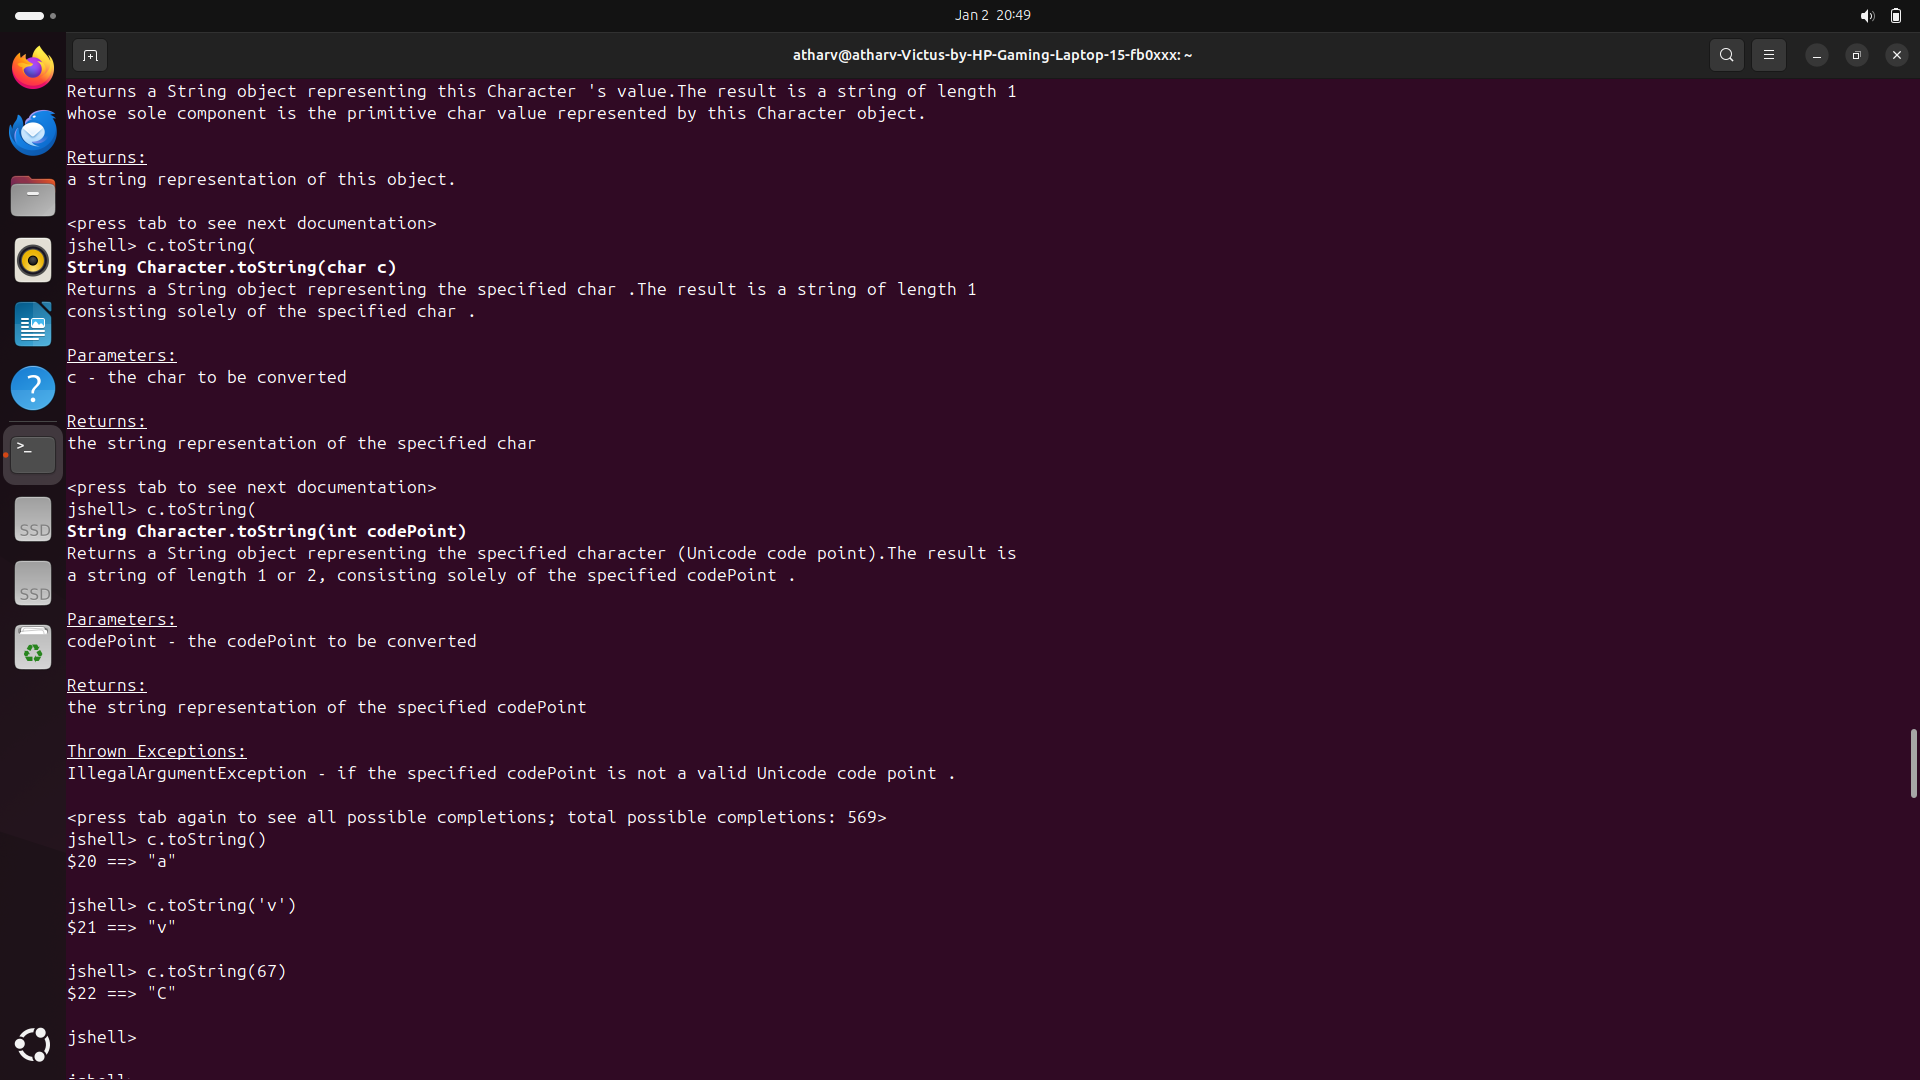 Jan 2 20:49
atharv@atharv-Victus-by-HP-Gaming-Laptop-15-fb0xxx: ~
Returns a String object representing this Character 's value.The result is a string of length 1
whose sole component is the primitive char value represented by this Character object.
Returns:
a string representation of this object.
<press tab to see next documentation>
jshell> c.toString(
String Character.toString(char c)
Returns a String object representing the specified char .The result is a string of length 1
consisting solely of the specified char .
Parameters:
c - the char to be converted
Returns:
the string representation of the specified char
<press tab to see next documentation>
jshell> c.toString(
String Character.toString(int codePoint)
Returns a String object representing the specified character (Unicode code point).The result is
a string of length 1 or 2, consisting solely of the specified codePoint .
Parameters:
codePoint - the codePoint to be converted
Returns:
the string representation of the specified codePoint
Thrown Exceptions:
IllegalArgumentException - if the specified codePoint is not a valid Unicode code point .
<press tab again to see all possible completions; total possible completions: 569>
jshell> c.toString()
$20 ==> "a"
jshell> c.toString('v')
$21 ==> "v"
jshell> c.toString(67)
$22 ==> "C"
jshell>
SSD
SSD